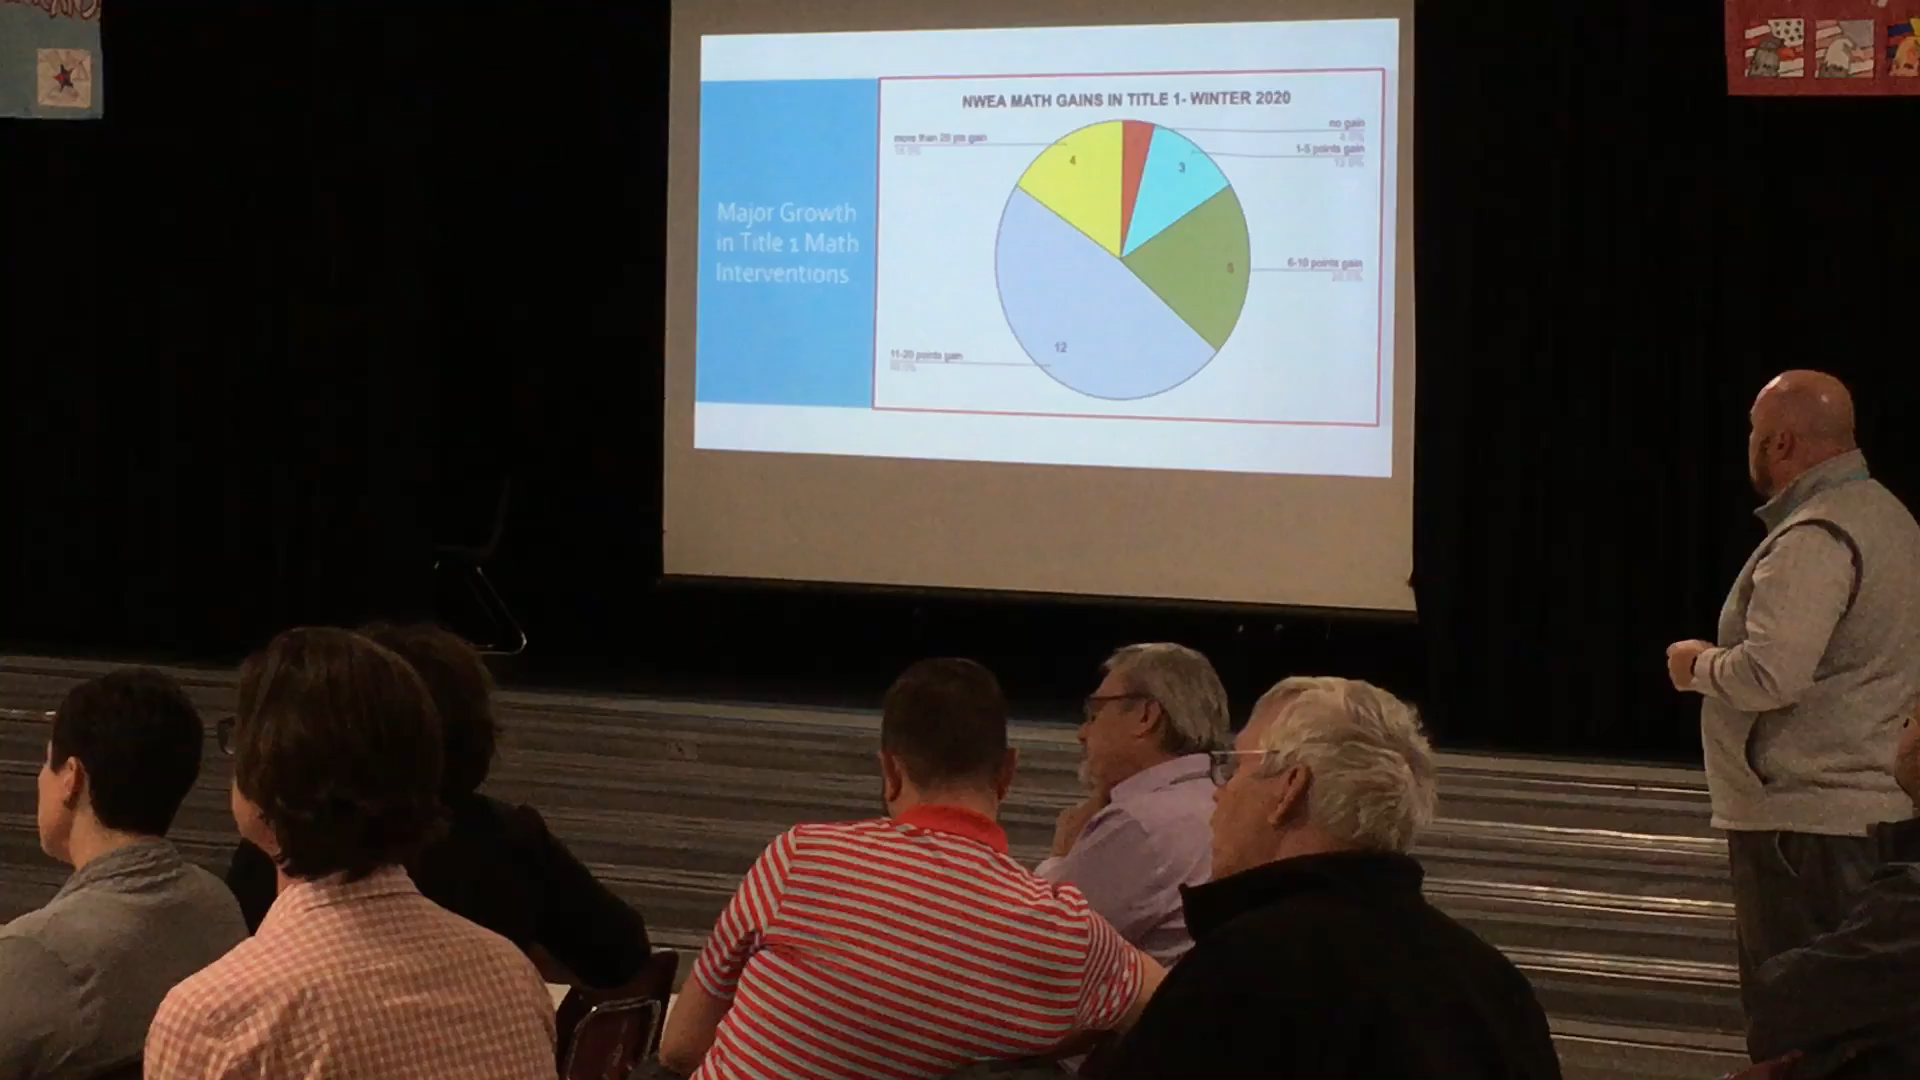 NWEA MATH GAINS IN TITLE 1- WINTER 2020
Major Growth
in Title 1 Math
Interventions
more than 20 pts gain
no gain
1-5 points gain
6-10 points gain
11-20 points gain
4
3
12